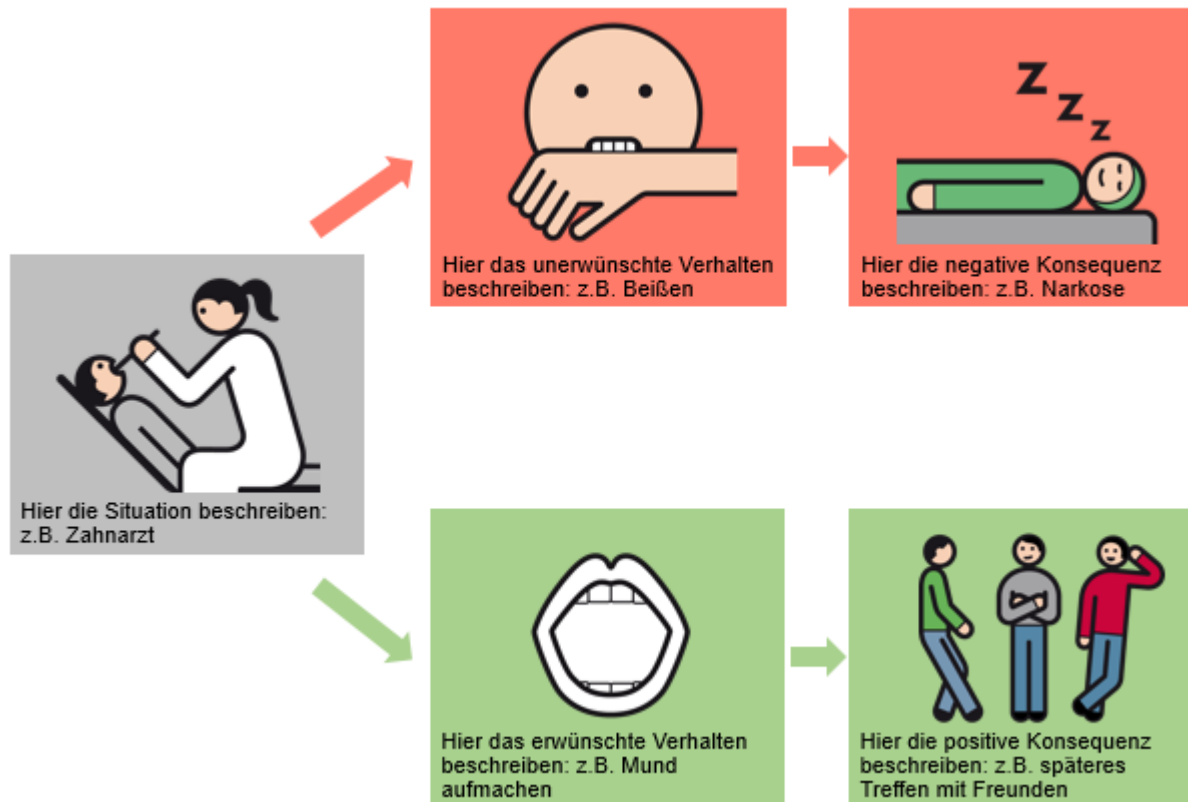 Z
Z
Z
Hier das unerwünschte Verhalten
beschreiben: z.B. Beißen
Hier die negative Konsequenz
beschreiben: z.B. Narkose
Hier die Situation beschreiben:
z.B. Zahnarzt
Hier das erwünschte Verhalten
beschreiben: z.B. Mund
aufmachen
Hier die positive Konsequenz
beschreiben: z.B. späteres
Treffen mit Freunden